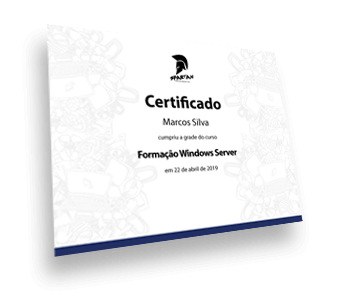 SPARTAN
Certificado
Marcos Silva
cumpriu a grade do curso
Formação Windows Server
em 22 de abril de 2019